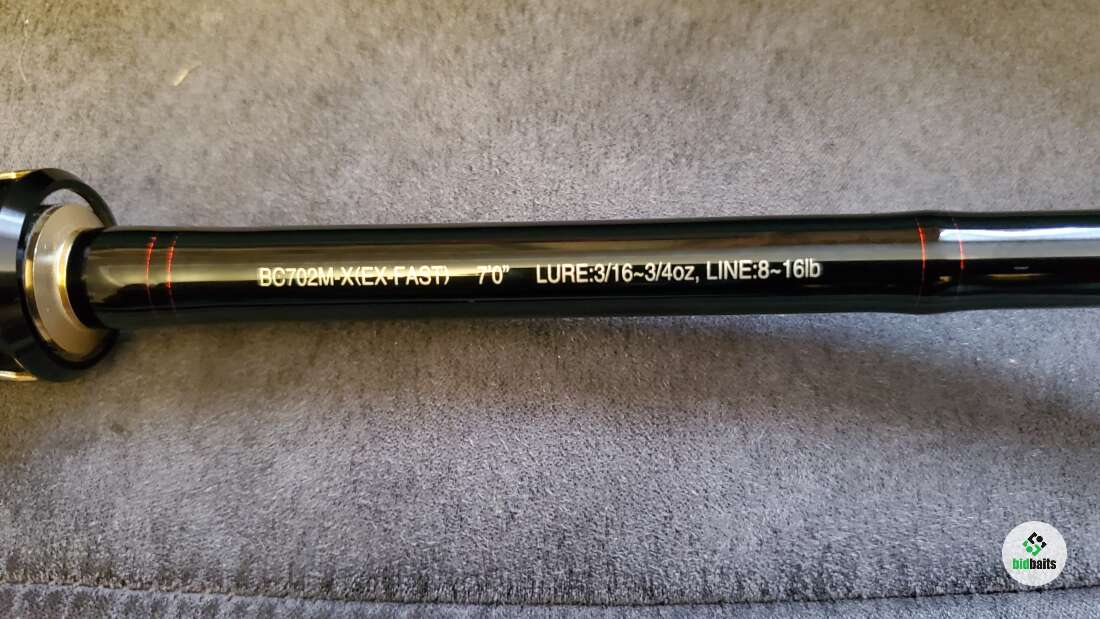 BC702M-X(EX-FAST) 7'0" LURE:3/16~3/4oz, LINE:8~16lb
bidbaits